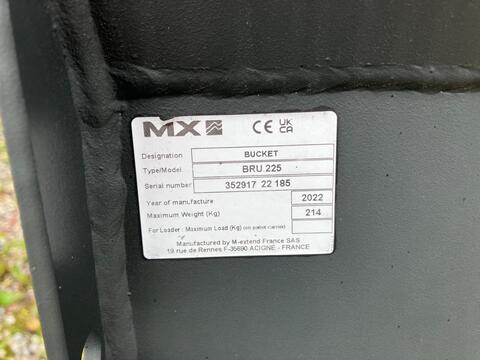 MX CE UK CA
Designation BUCKET
Type/Model BRU 225
Serial number 352917 22 185
Year of manufacture 2022
Maximum Weight (Kg) 214
For Loader : Maximum Load (Kg) (on pallet carrier)
Manufactured by M-extend France SAS
19 rue de Rennes F-35690 ACIGNE - FRANCE